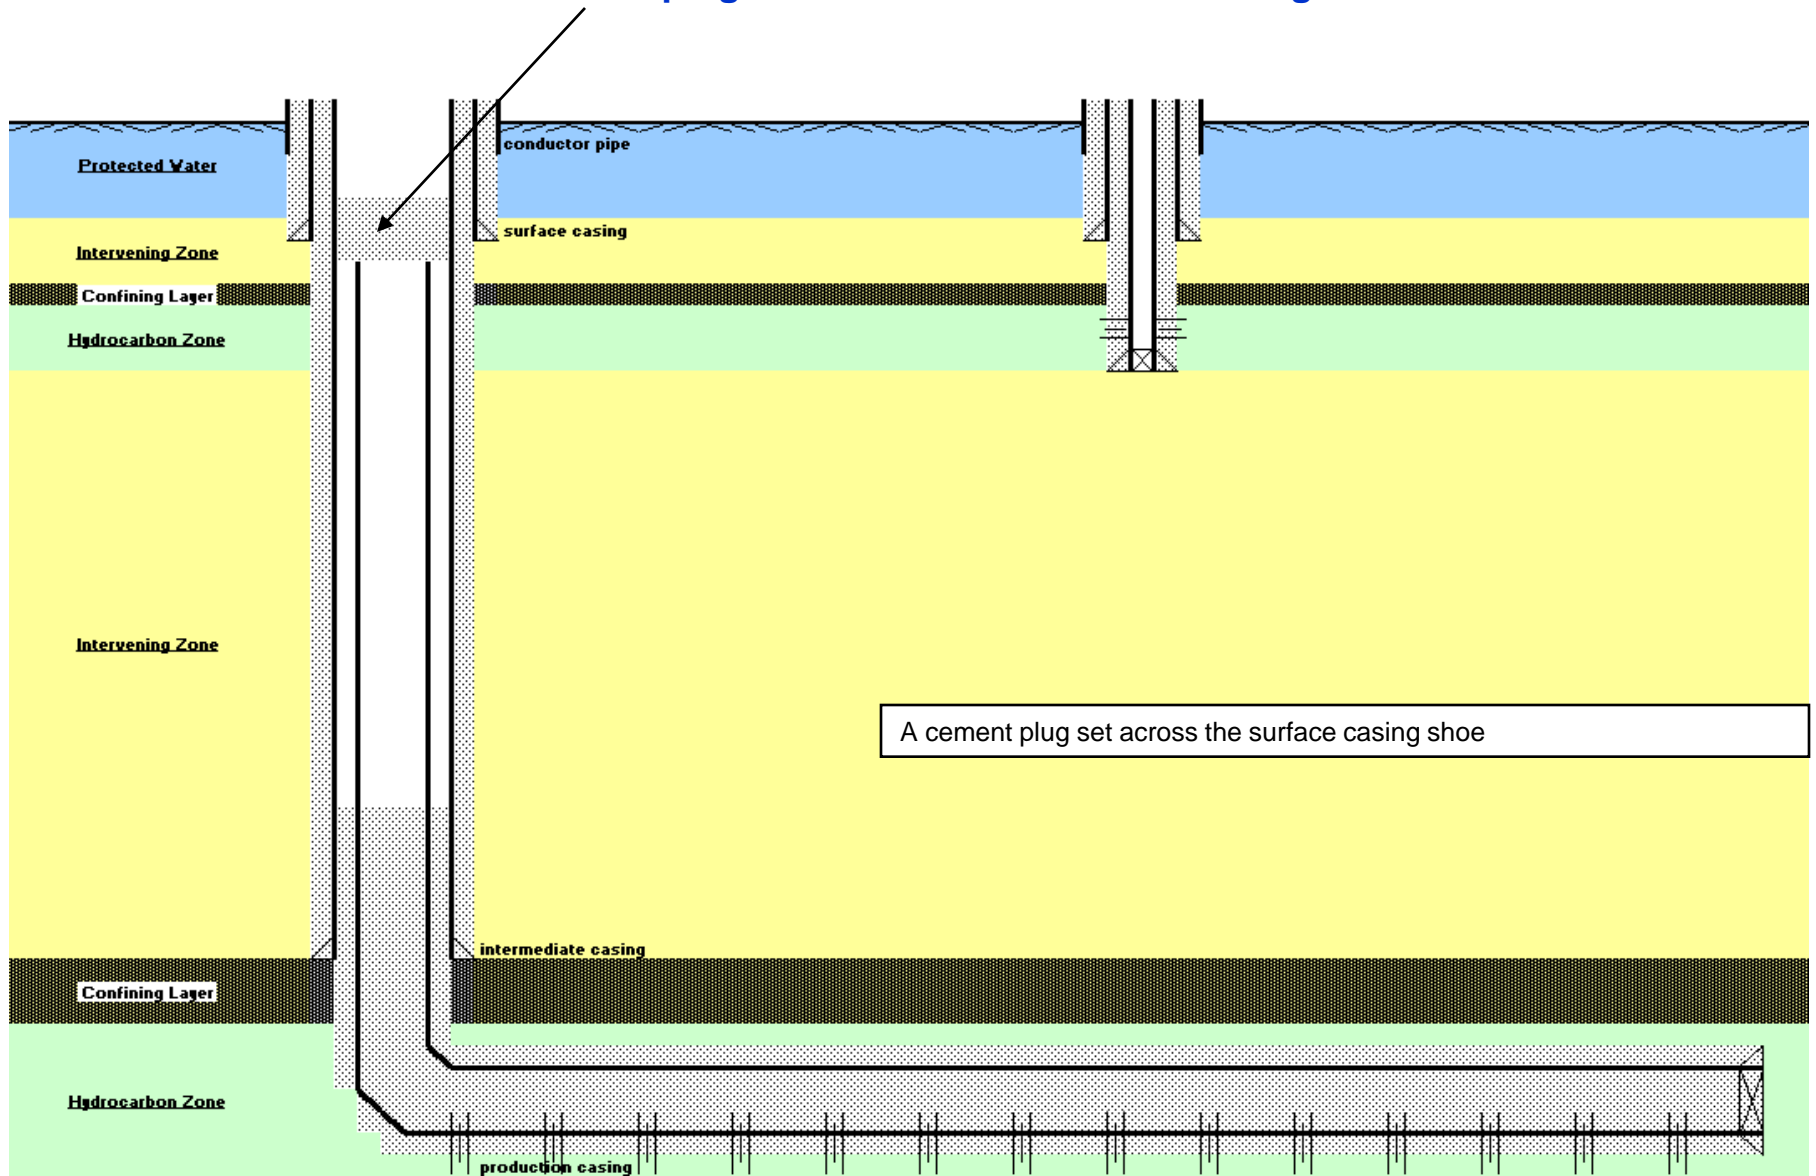 conductor pipe
Protected Water
surface casing
Intervening Zone
Confining Layer
Hydrocarbon Zone
Intervening Zone
A cement plug set across the surface casing shoe
intermediate casing
Confining Layer
Hydrocarbon Zone
production casing